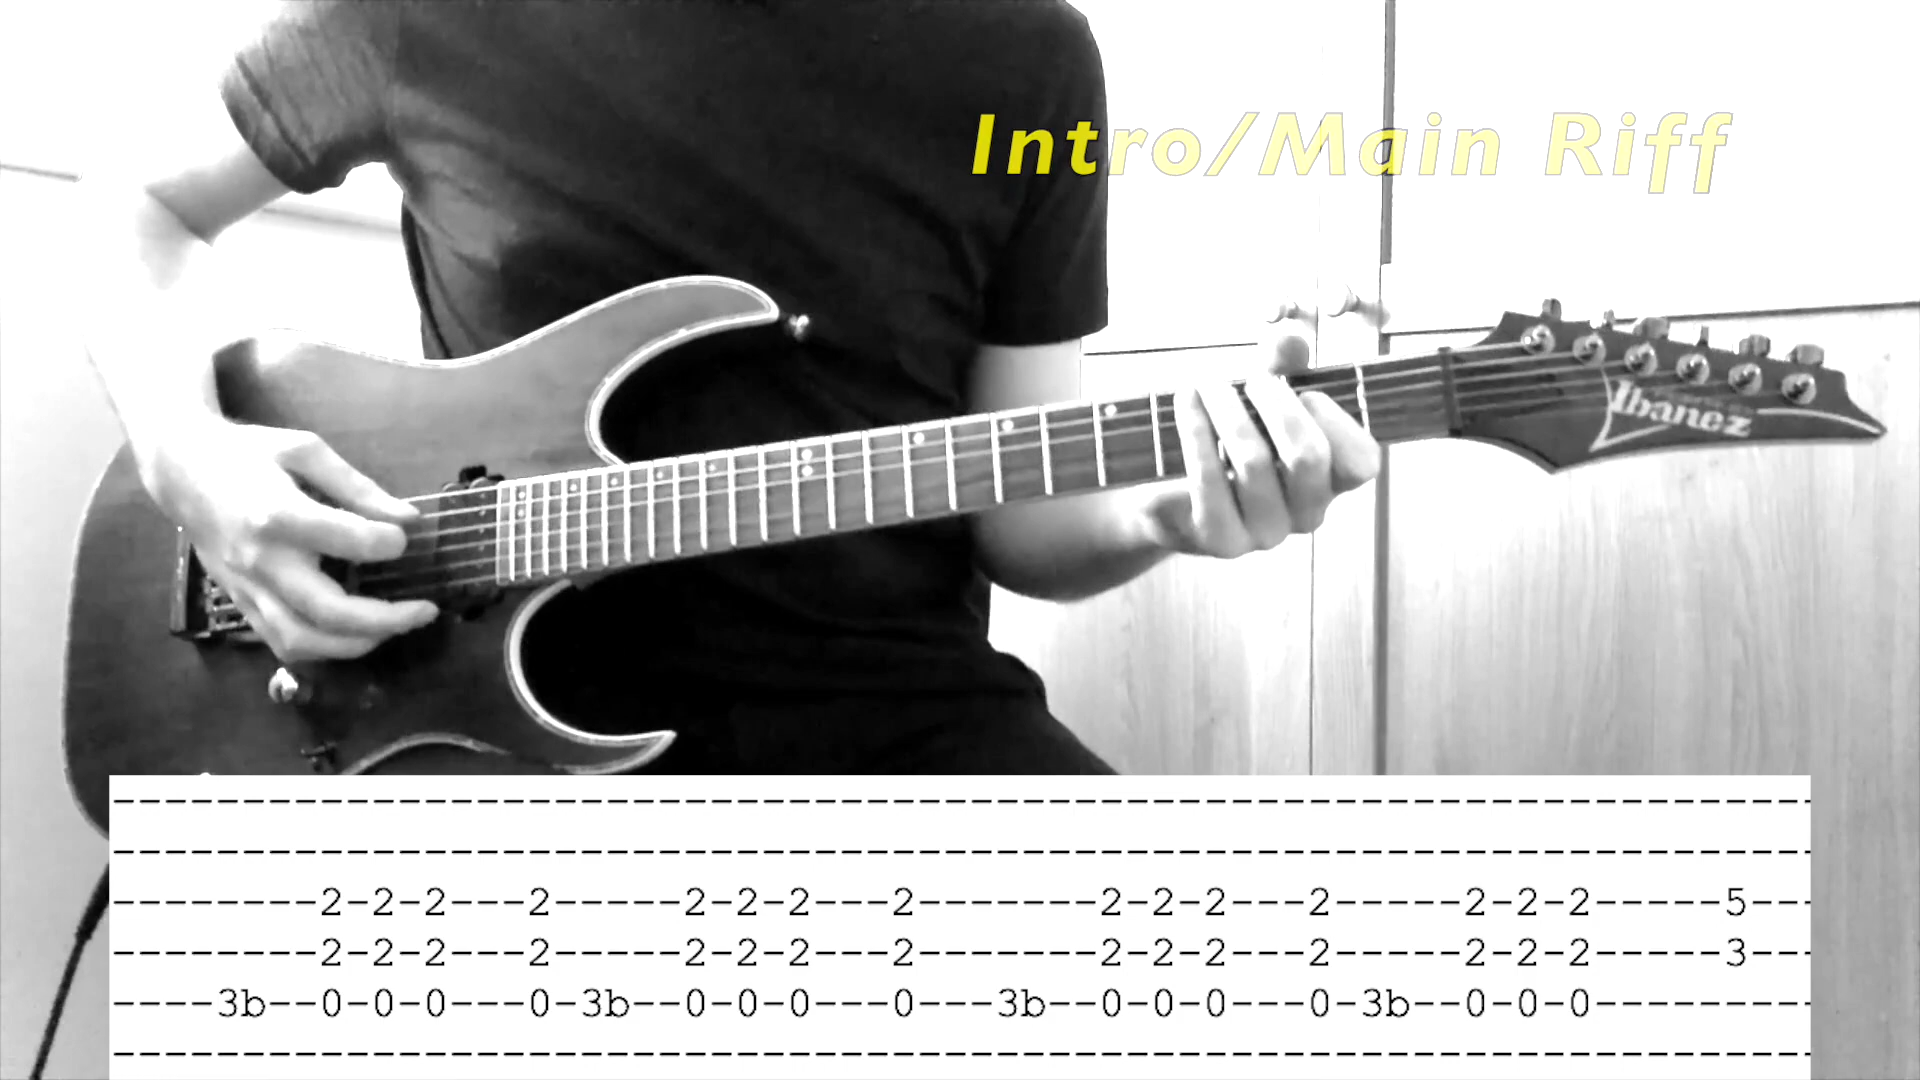 Intro/Main Riff
Ibanez
------------------------------------------------------------------
------------------------------------------------------------------
--------2-2-2---2-----2-2-2---2-------2-2-2---2-----2-2-2-----5---
--------2-2-2---2-----2-2-2---2-------2-2-2---2-----2-2-2-----3---
----3b--0-0-0---0-3b--0-0-0---0---3b--0-0-0---0-3b--0-0-0---------
------------------------------------------------------------------